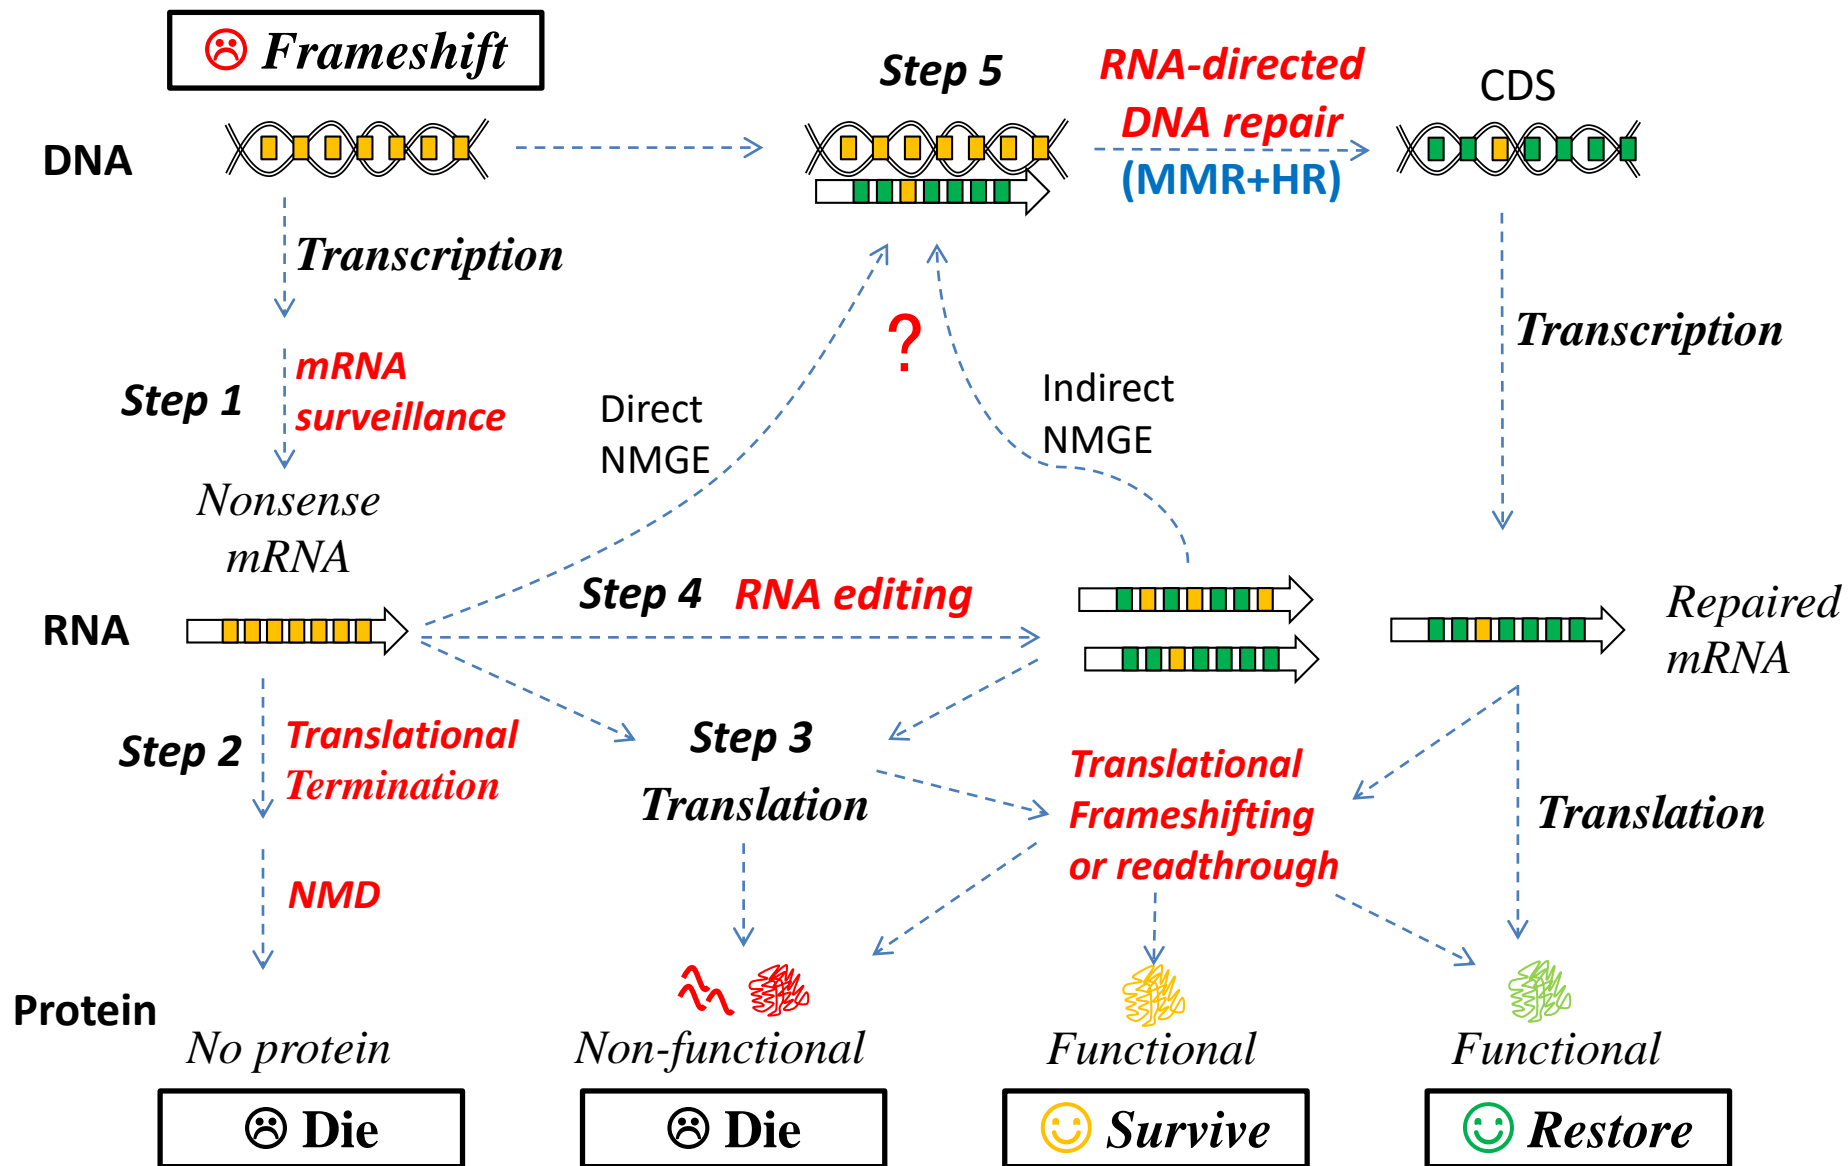 ☹ Frameshift
Step 5
RNA-directed
DNA repair
(MMR+HR)
CDS
DNA
Transcription
Transcription
Step 1
mRNA
surveillance
?
Direct
NMGE
Indirect
NMGE
Nonsense
mRNA
Step 4 RNA editing
RNA
Repaired
mRNA
Step 2
Translational
Termination
Step 3
Translation
Translational
Frameshifting
or readthrough
Translation
NMD
Protein
No protein
Non-functional
Functional
Functional
☹ Die
☹ Die
☺ Survive
☺ Restore